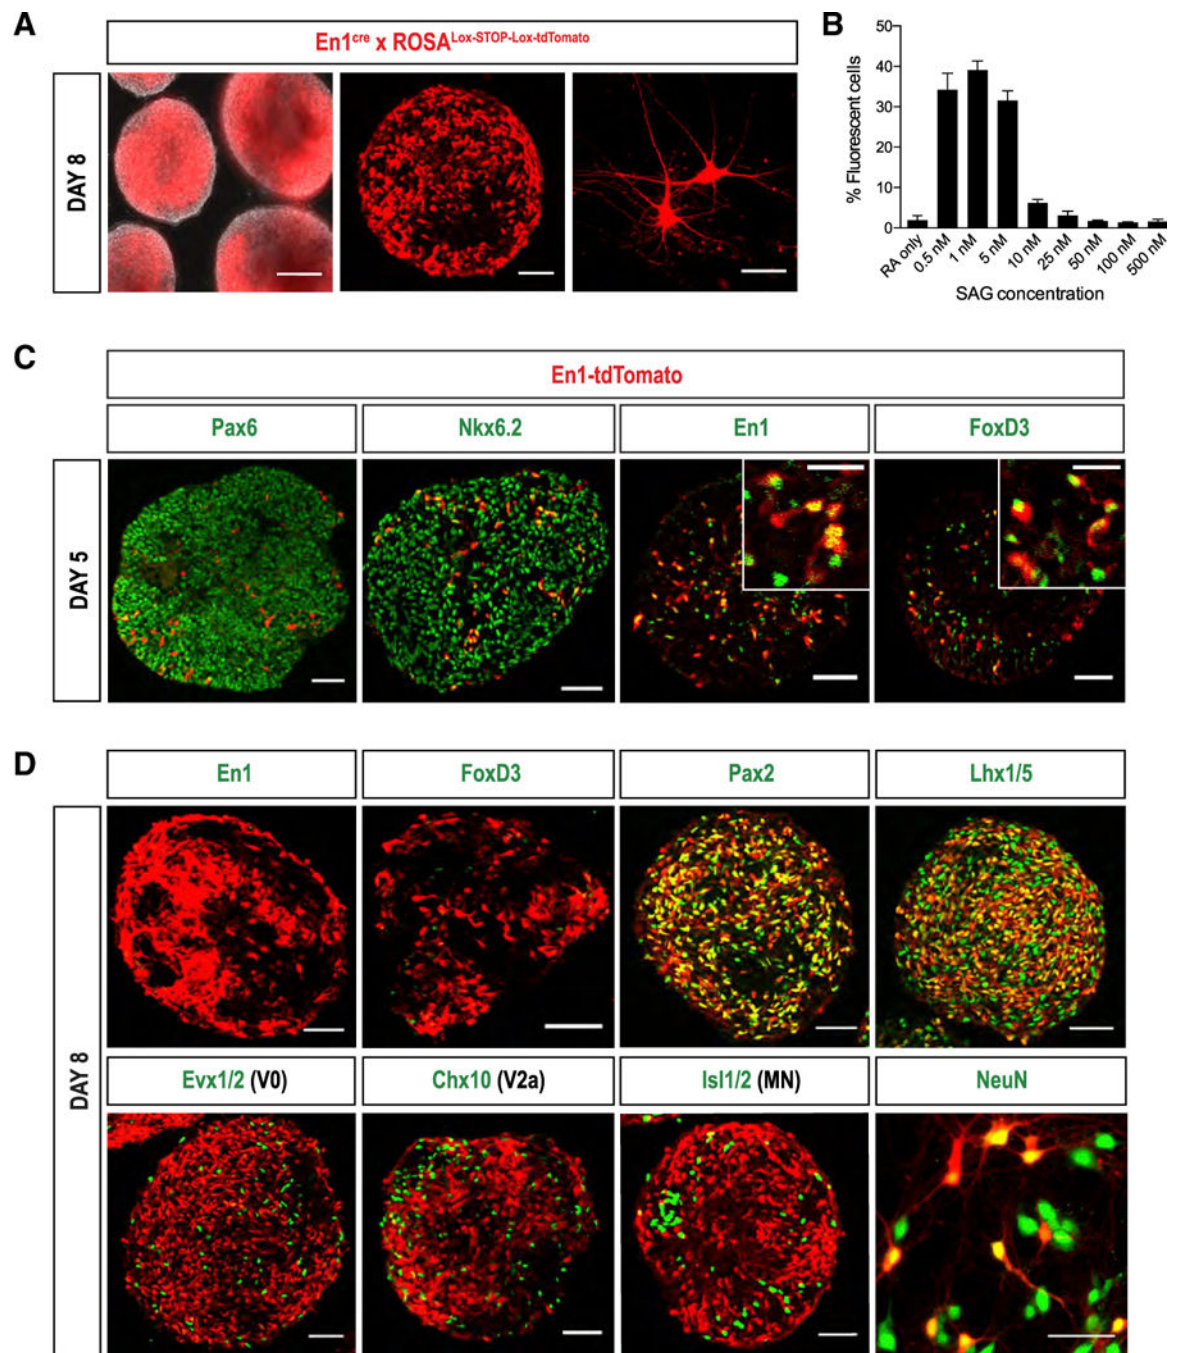 A
En1cre x ROSALox-STOP-Lox-tdTomato
DAY 8
B
% Fluorescent cells
50
40
30
20
10
0
RA only
0.5 nM
1 nM
5 nM
10 nM
25 nM
50 nM
100 nM
500 nM
SAG concentration
C
En1-tdTomato
Pax6
Nkx6.2
En1
FoxD3
DAY 5
D
En1
FoxD3
Pax2
Lhx1/5
DAY 8
Evx1/2 (V0)
Chx10 (V2a)
Isl1/2 (MN)
NeuN